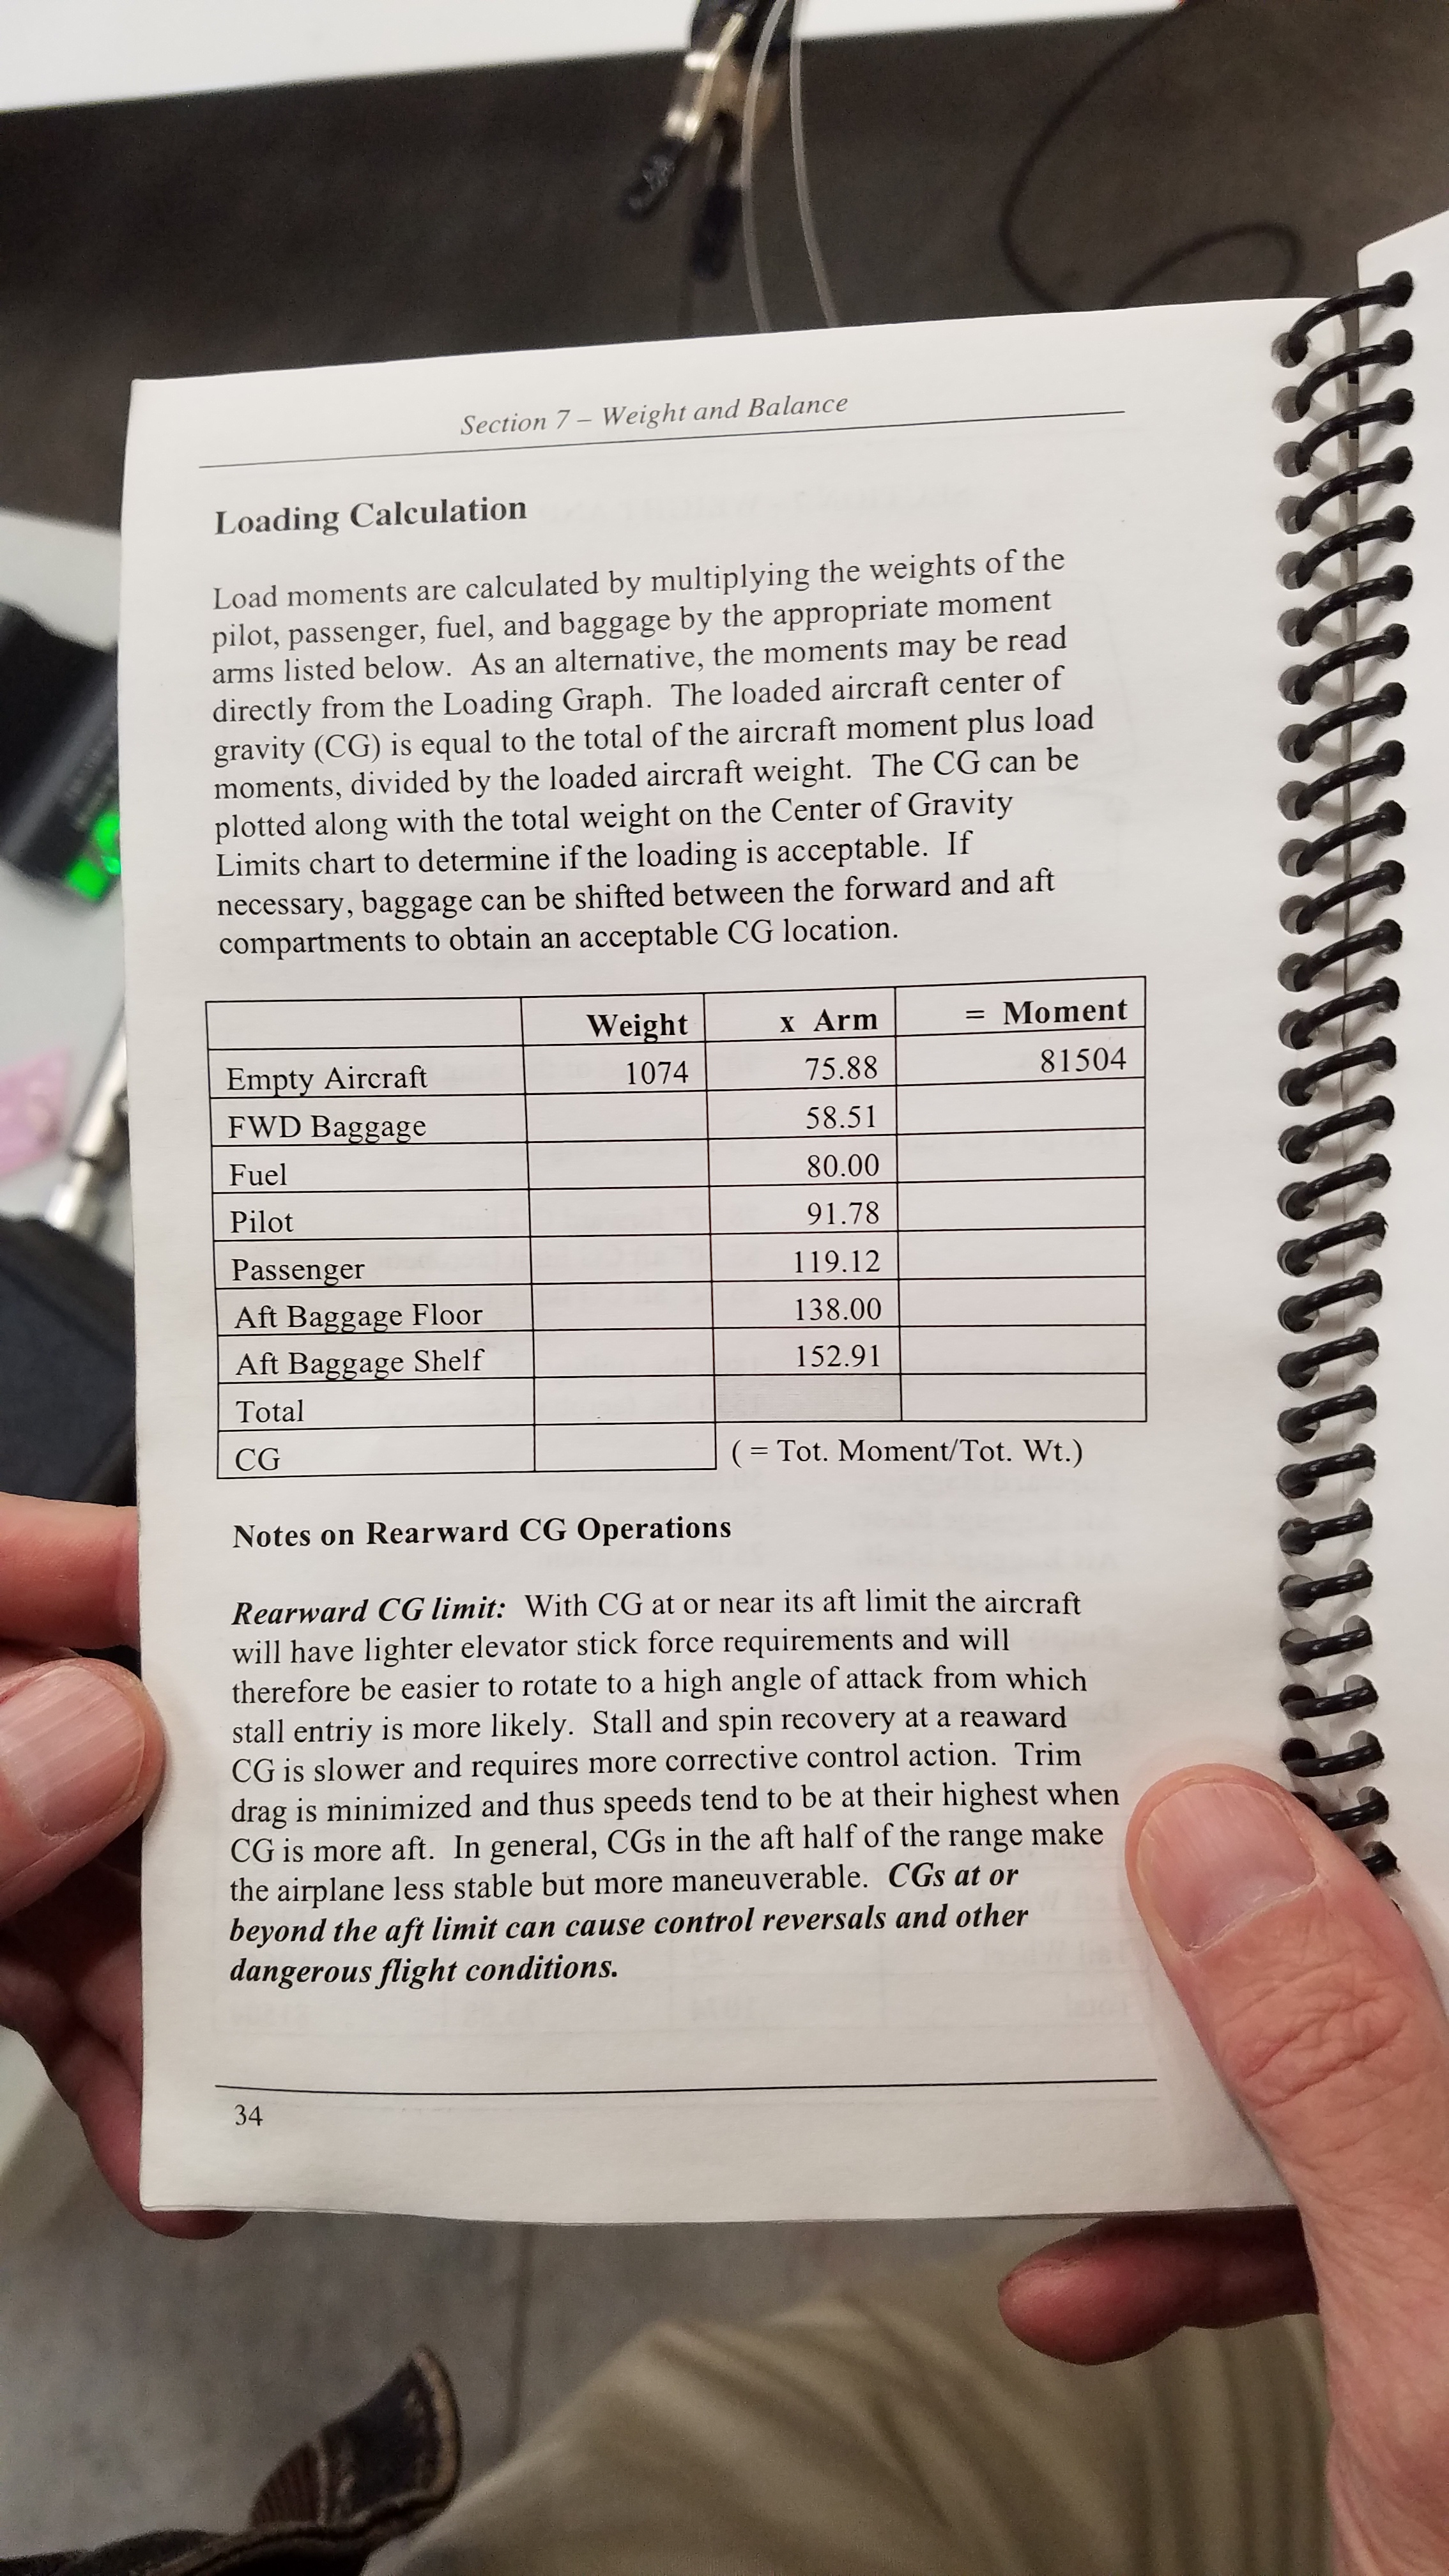 Section 7 – Weight and Balance
Loading Calculation
Load moments are calculated by multiplying the weights of the
pilot, passenger, fuel, and baggage by the appropriate moment
arms listed below. As an alternative, the moments may be read
directly from the Loading Graph. The loaded aircraft center of
gravity (CG) is equal to the total of the aircraft moment plus load
moments, divided by the loaded aircraft weight. The CG can be
plotted along with the total weight on the Center of Gravity
Limits chart to determine if the loading is acceptable. If
necessary, baggage can be shifted between the forward and aft
compartments to obtain an acceptable CG location.
Weight x Arm = Moment
Empty Aircraft 1074 75.88 81504
FWD Baggage 58.51
Fuel 80.00
Pilot 91.78
Passenger 119.12
Aft Baggage Floor 138.00
Aft Baggage Shelf 152.91
Total
CG ( = Tot. Moment/Tot. Wt.)
Notes on Rearward CG Operations
Rearward CG limit: With CG at or near its aft limit the aircraft
will have lighter elevator stick force requirements and will
therefore be easier to rotate to a high angle of attack from which
stall entriy is more likely. Stall and spin recovery at a reaward
CG is slower and requires more corrective control action. Trim
drag is minimized and thus speeds tend to be at their highest when
CG is more aft. In general, CGs in the aft half of the range make
the airplane less stable but more maneuverable. CGs at or
beyond the aft limit can cause control reversals and other
dangerous flight conditions.
34